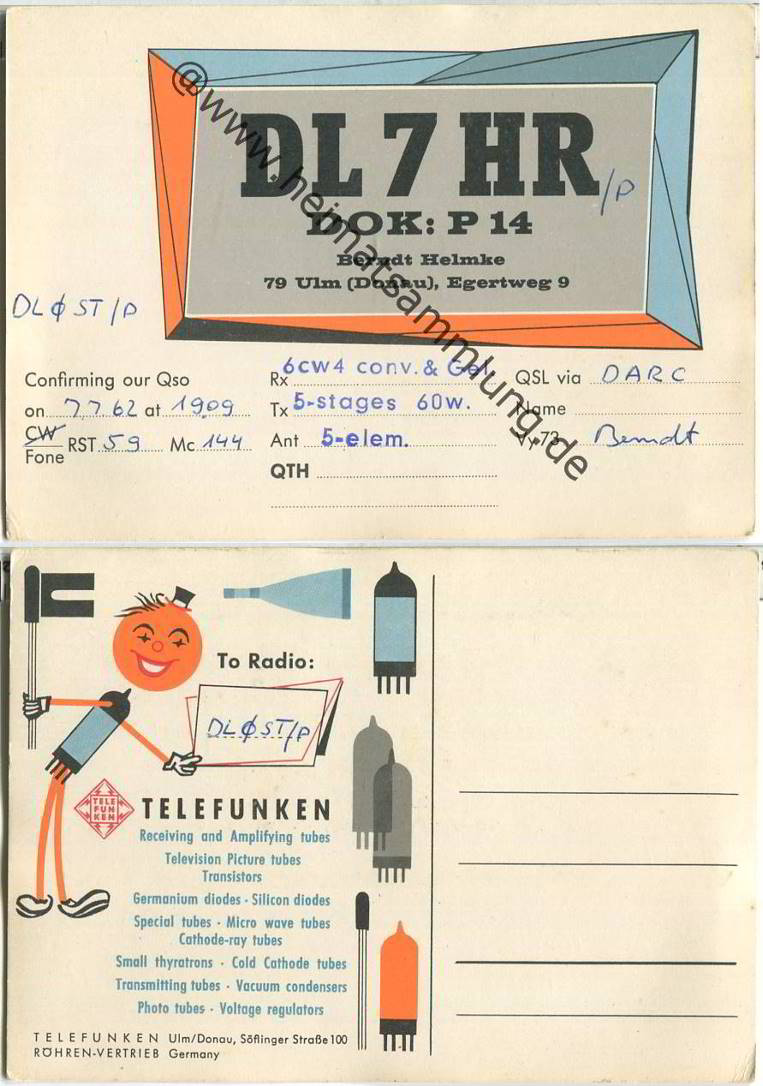 DL 7 HR /P
DOK: P 14
Berndt Helmke
79 Ulm (Donau), Egertweg 9
DLØST/P
Confirming our Qso
on 7 7 62 at 1909
CW RST 59 Mc 144
Fone
Rx 6cw4 conv. & Gel.
Tx 5-stages 60w.
Ant 5-elem.
QTH
QSL via DARC
Name
Vy 73 Berndt
@www.heimatsammlung.de
To Radio:
DLØST/P
TELE
FUN
KEN
TELEFUNKEN
Receiving and Amplifying tubes
Television Picture tubes
Transistors
Germanium diodes · Silicon diodes
Special tubes · Micro wave tubes
Cathode-ray tubes
Small thyratrons · Cold Cathode tubes
Transmitting tubes · Vacuum condensers
Photo tubes · Voltage regulators
TELEFUNKEN Ulm/Donau, Söflinger Straße 100
RÖHREN-VERTRIEB Germany